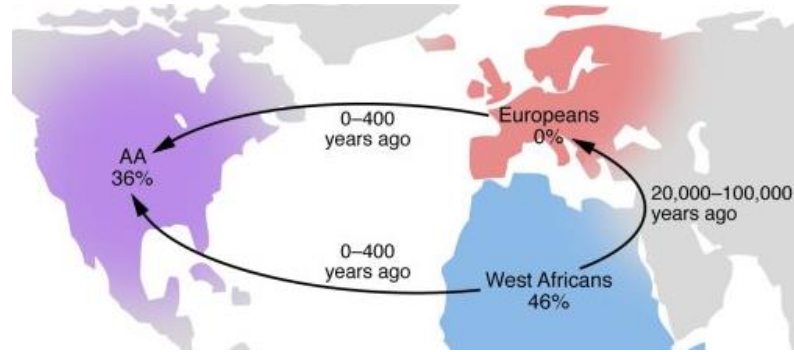 0–400
years ago
Europeans
0%
AA
36%
20,000–100,000
years ago
0–400
years ago
West Africans
46%